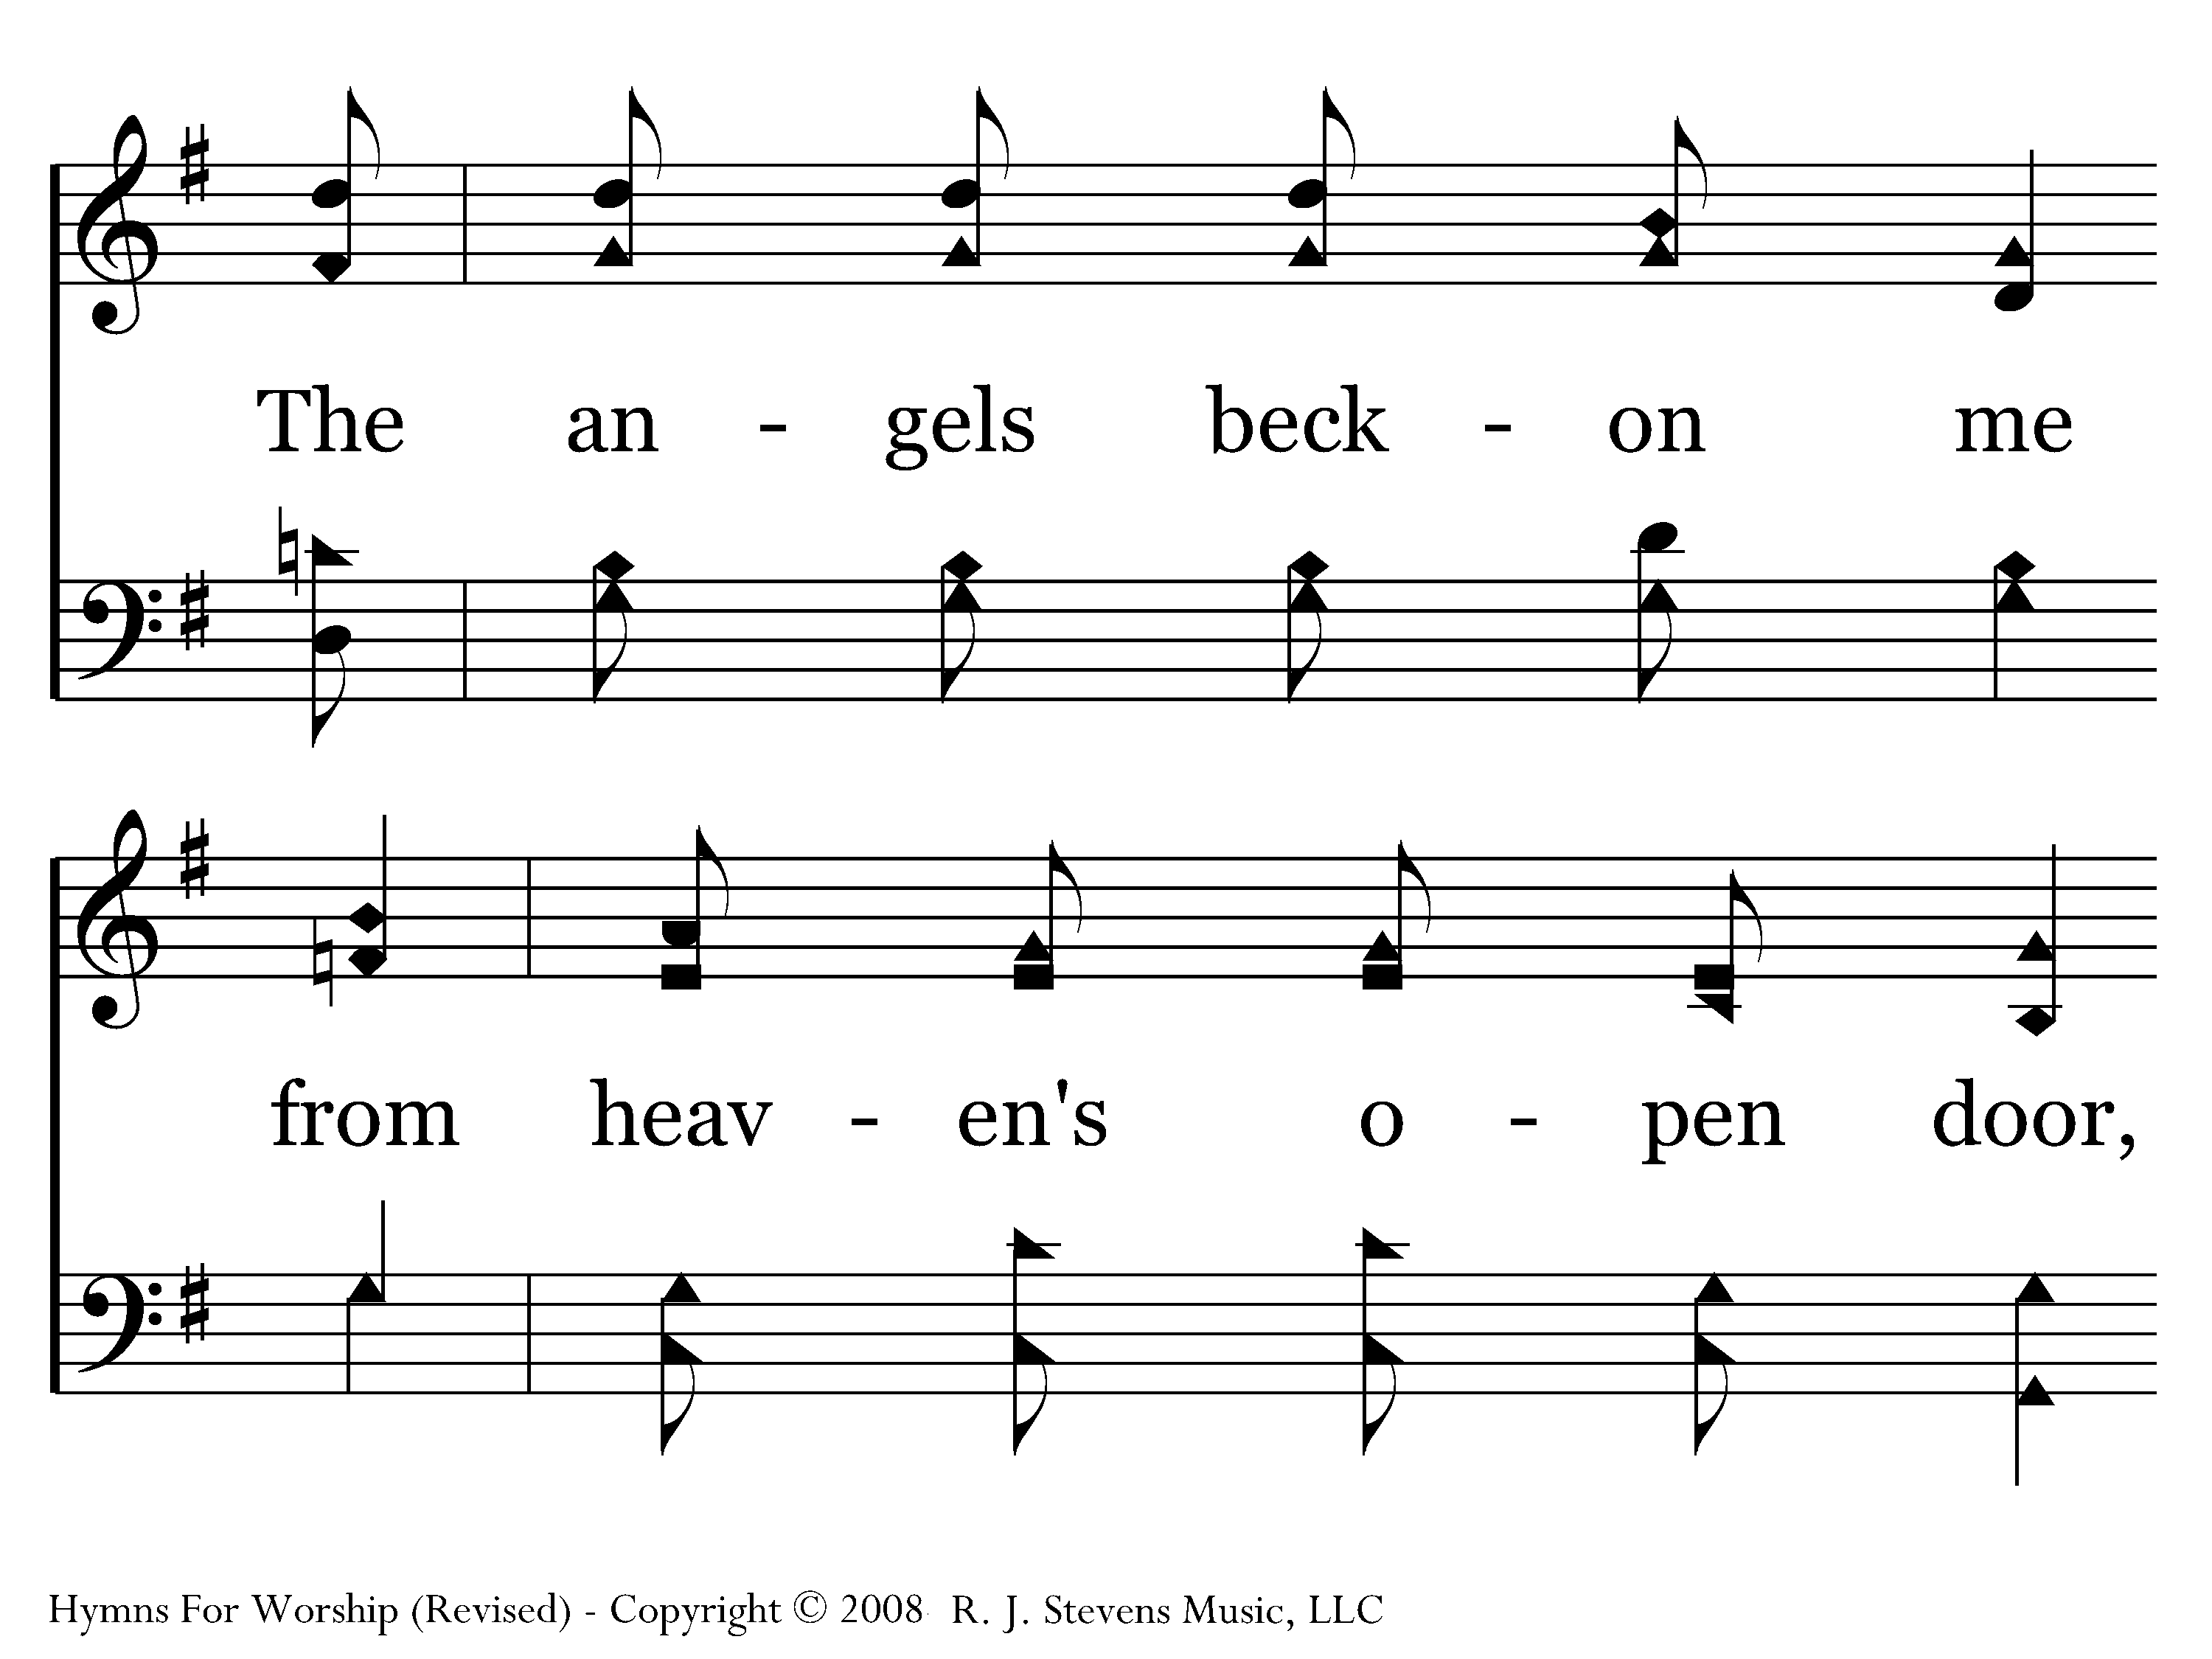 The an - gels beck - on me
from heav - en's o - pen door,
Hymns For Worship (Revised) - Copyright © 2008 R. J. Stevens Music, LLC